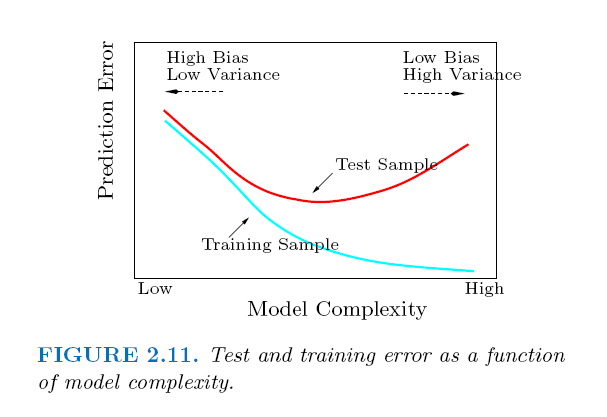 Prediction Error
High Bias
Low Variance
Low Bias
High Variance
Test Sample
Training Sample
Low
High
Model Complexity
FIGURE 2.11. Test and training error as a function
of model complexity.